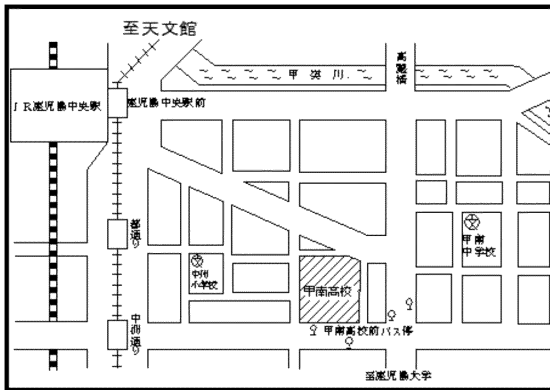 至天文館
甲突川
高麗橋
JR鹿児島中央駅
鹿児島中央駅前
都通り
甲南
中学校
中洲
小学校
甲南高校
中洲通り
甲南高校前バス停
至鹿児島大学